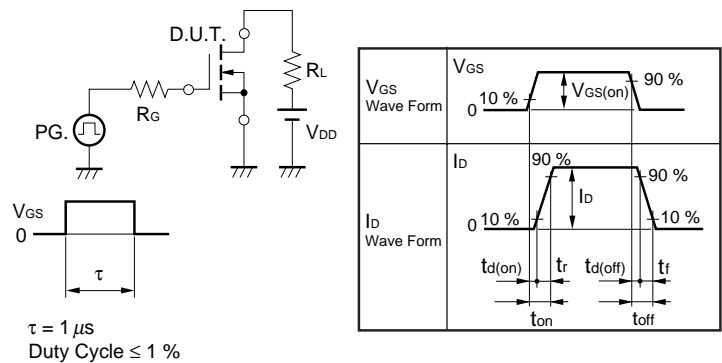 D.U.T.
RL
RG
PG.
VDD
VGS
0
τ
τ = 1 μs
Duty Cycle ≤ 1 %
VGS
Wave Form
VGS
90 %
VGS(on)
10 %
0
ID
Wave Form
ID
90 %
90 %
ID
0 10 %
10 %
td(on) tr td(off) tf
ton toff